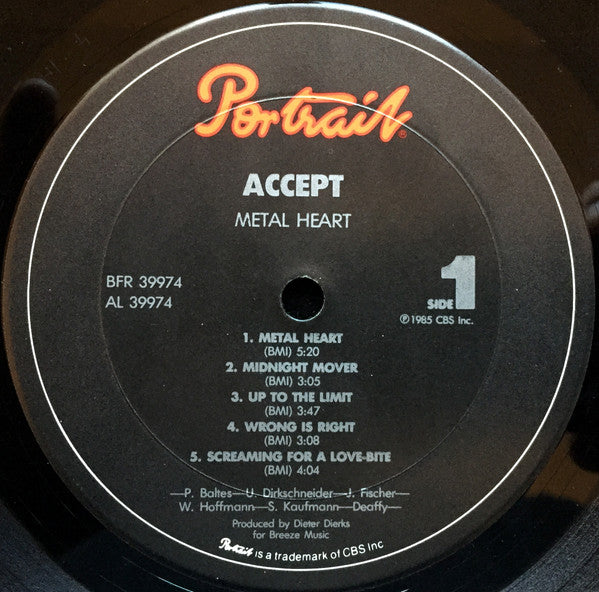 Portrait®
ACCEPT
METAL HEART
BFR 39974
AL 39974
SIDE 1
℗1985 CBS Inc.
1. METAL HEART
(BMI) 5:20
2. MIDNIGHT MOVER
(BMI) 3:05
3. UP TO THE LIMIT
(BMI) 3:47
4. WRONG IS RIGHT
(BMI) 3:08
5. SCREAMING FOR A LOVE-BITE
(BMI) 4:04
—P. Baltes—U. Dirkschneider—J. Fischer—
W. Hoffmann—S. Kaufmann—Deaffy—
Produced by Dieter Dierks
for Breeze Music
Portrait is a trademark of CBS Inc